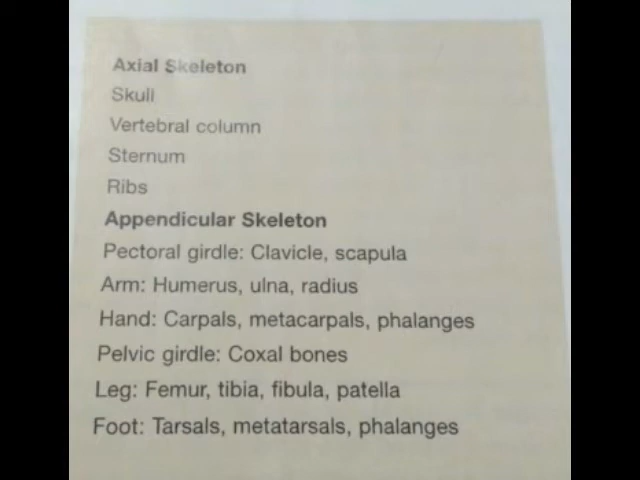 Axial Skeleton
Skull
Vertebral column
Sternum
Ribs
Appendicular Skeleton
Pectoral girdle: Clavicle, scapula
Arm: Humerus, ulna, radius
Hand: Carpals, metacarpals, phalanges
Pelvic girdle: Coxal bones
Leg: Femur, tibia, fibula, patella
Foot: Tarsals, metatarsals, phalanges